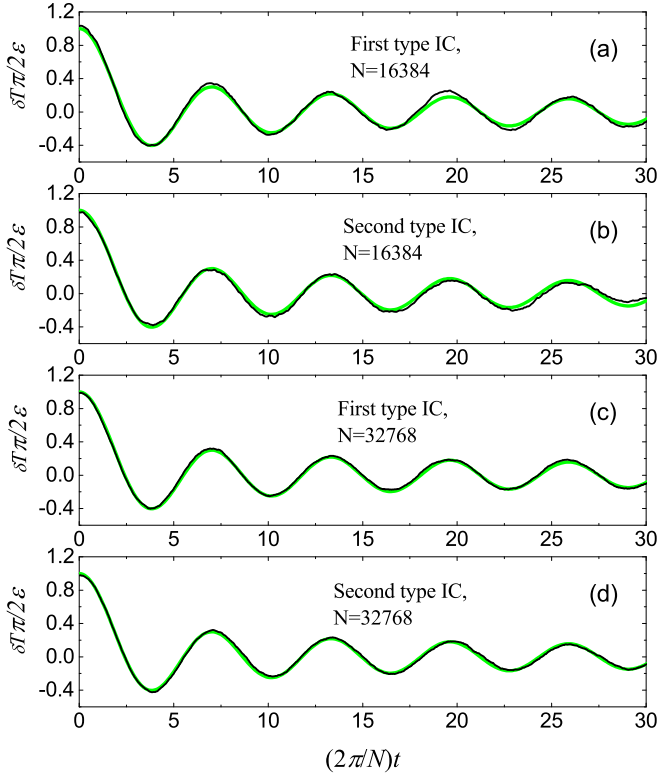 1.2
0.8
0.4
0.0
-0.4
δTπ/2ε
First type IC,
N=16384
(a)
0 5 10 15 20 25 30
1.2
0.8
0.4
0.0
-0.4
δTπ/2ε
Second type IC,
N=16384
(b)
0 5 10 15 20 25 30
1.2
0.8
0.4
0.0
-0.4
δTπ/2ε
First type IC,
N=32768
(c)
0 5 10 15 20 25 30
1.2
0.8
0.4
0.0
-0.4
δTπ/2ε
Second type IC,
N=32768
(d)
0 5 10 15 20 25 30
(2π/N)t